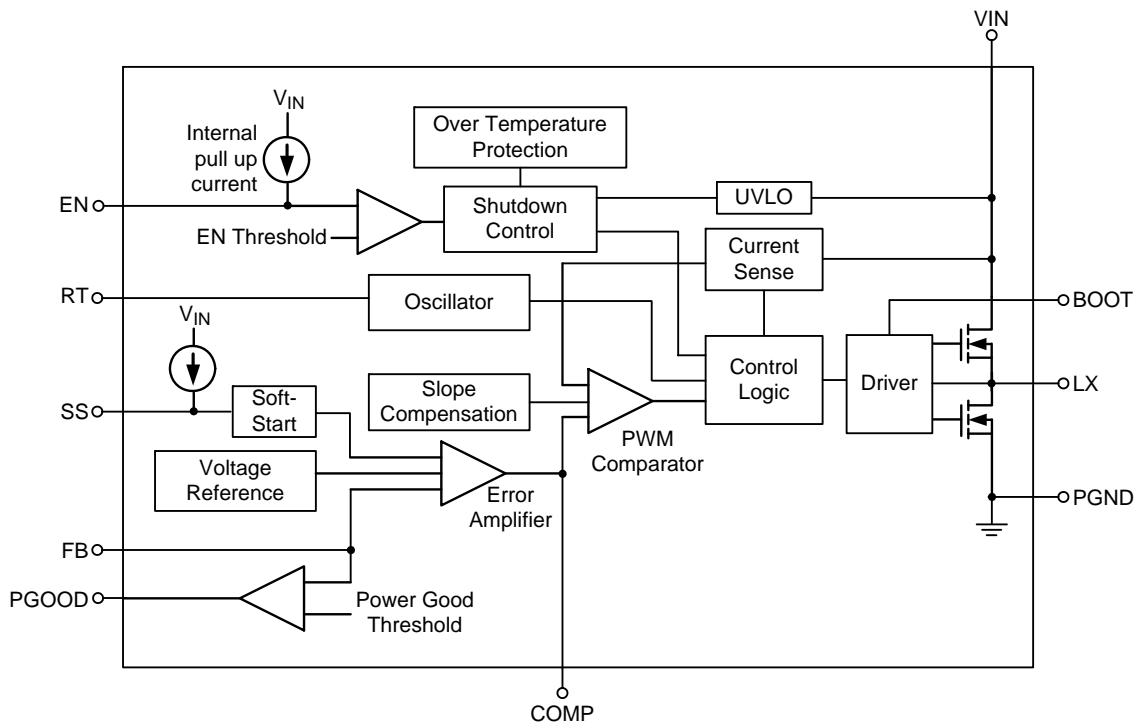 VIN
VIN
Internal
pull up
current
Over Temperature
Protection
EN
EN Threshold
Shutdown
Control
UVLO
Current
Sense
RT
Oscillator
BOOT
VIN
SS
Soft-
Start
Slope
Compensation
Control
Logic
Driver
LX
PWM
Comparator
Voltage
Reference
Error
Amplifier
PGND
FB
PGOOD
Power Good
Threshold
COMP